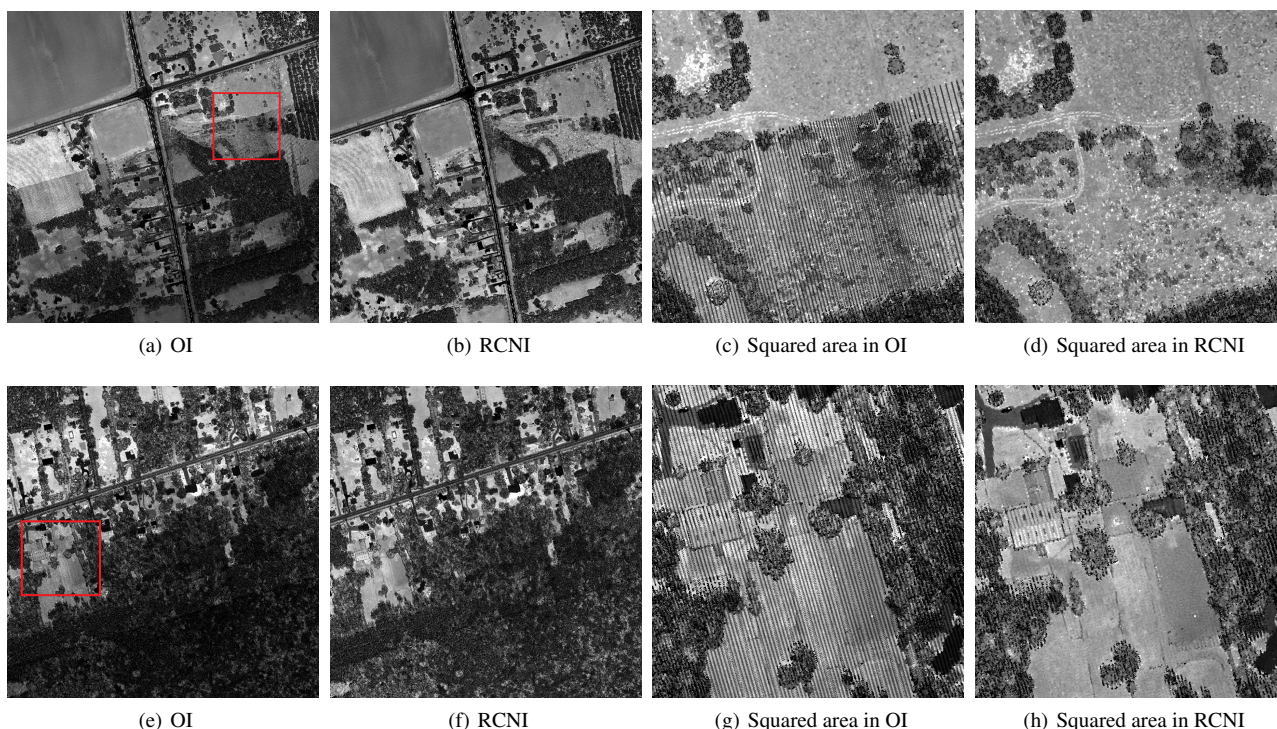 (a) OI
(b) RCNI
(c) Squared area in OI
(d) Squared area in RCNI
(e) OI
(f) RCNI
(g) Squared area in OI
(h) Squared area in RCNI